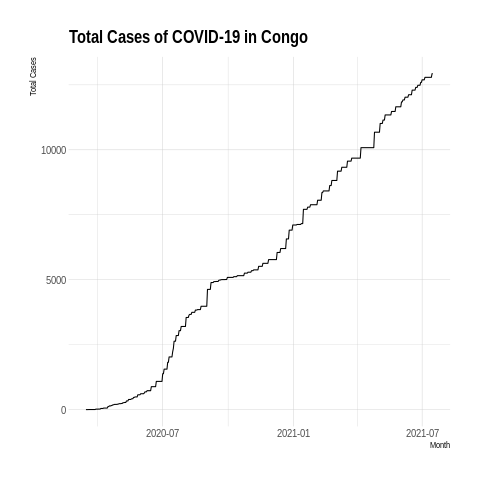 Total Cases of COVID-19 in Congo
Total Cases
10000
5000
0
2020-07
2021-01
2021-07
Month